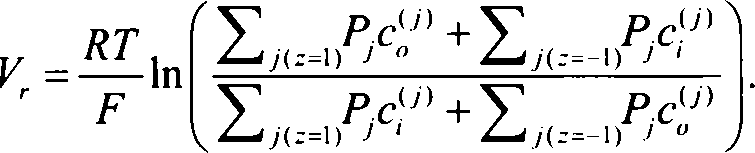 V_r = \frac{RT}{F} \ln \left( \frac{\sum_{j(z=1)} P_j c_o^{(j)} + \sum_{j(z=-1)} P_j c_i^{(j)}}{\sum_{j(z=1)} P_j c_i^{(j)} + \sum_{j(z=-1)} P_j c_o^{(j)}} \right).